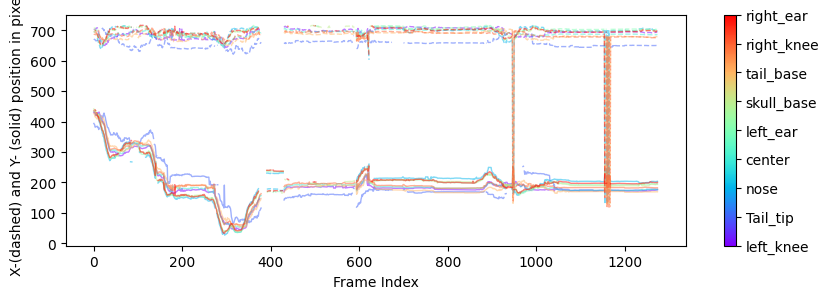 X-(dashed) and Y- (solid) position in pixe
700
600
500
400
300
200
100
0
0
200
400
600
800
1000
1200
Frame Index
right_ear
right_knee
tail_base
skull_base
left_ear
center
nose
Tail_tip
left_knee